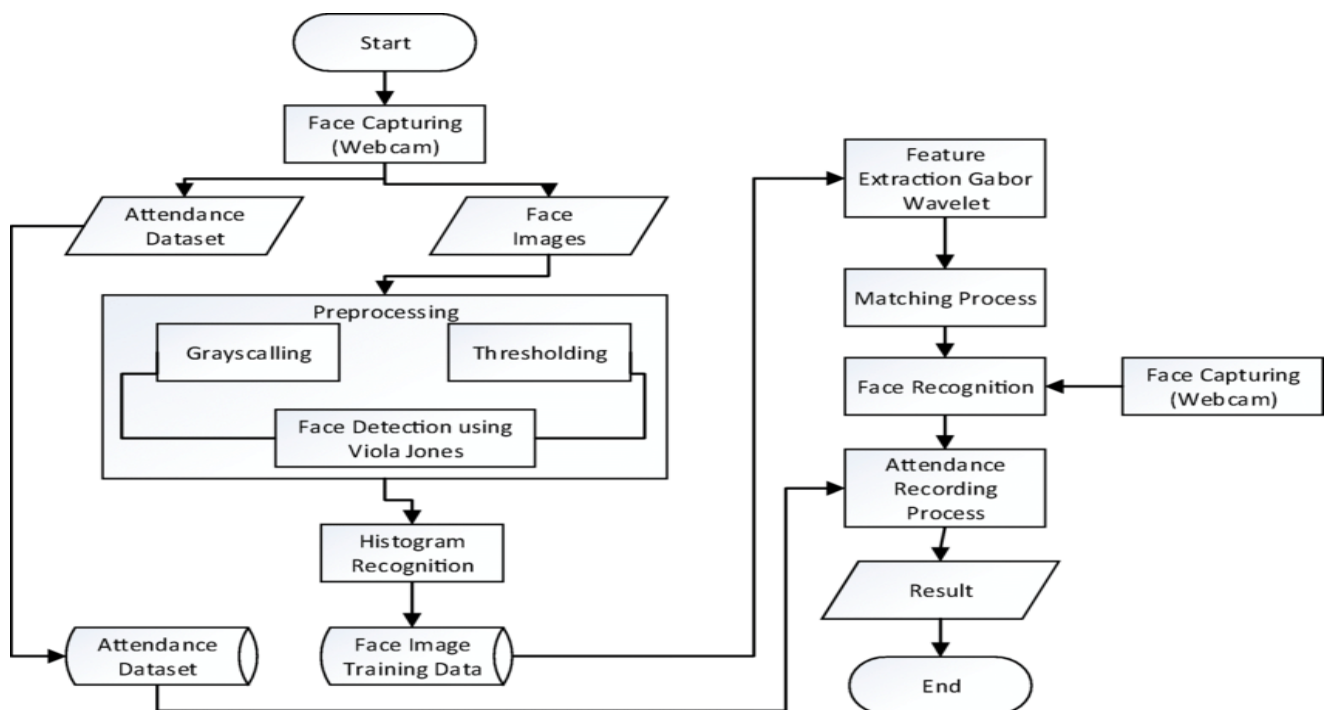 Start
Face Capturing
(Webcam)
Attendance
Dataset
Face
Images
Preprocessing
Grayscalling
Thresholding
Face Detection using
Viola Jones
Histogram
Recognition
Attendance
Dataset
Face Image
Training Data
Feature
Extraction Gabor
Wavelet
Matching Process
Face Recognition
Face Capturing
(Webcam)
Attendance
Recording
Process
Result
End